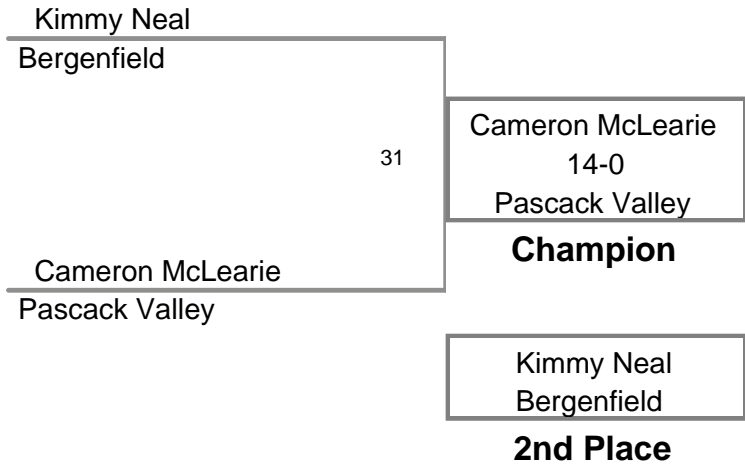 Kimmy Neal
Bergenfield
31
Cameron McLearie
14-0
Pascack Valley
Champion
Cameron McLearie
Pascack Valley
Kimmy Neal
Bergenfield
2nd Place